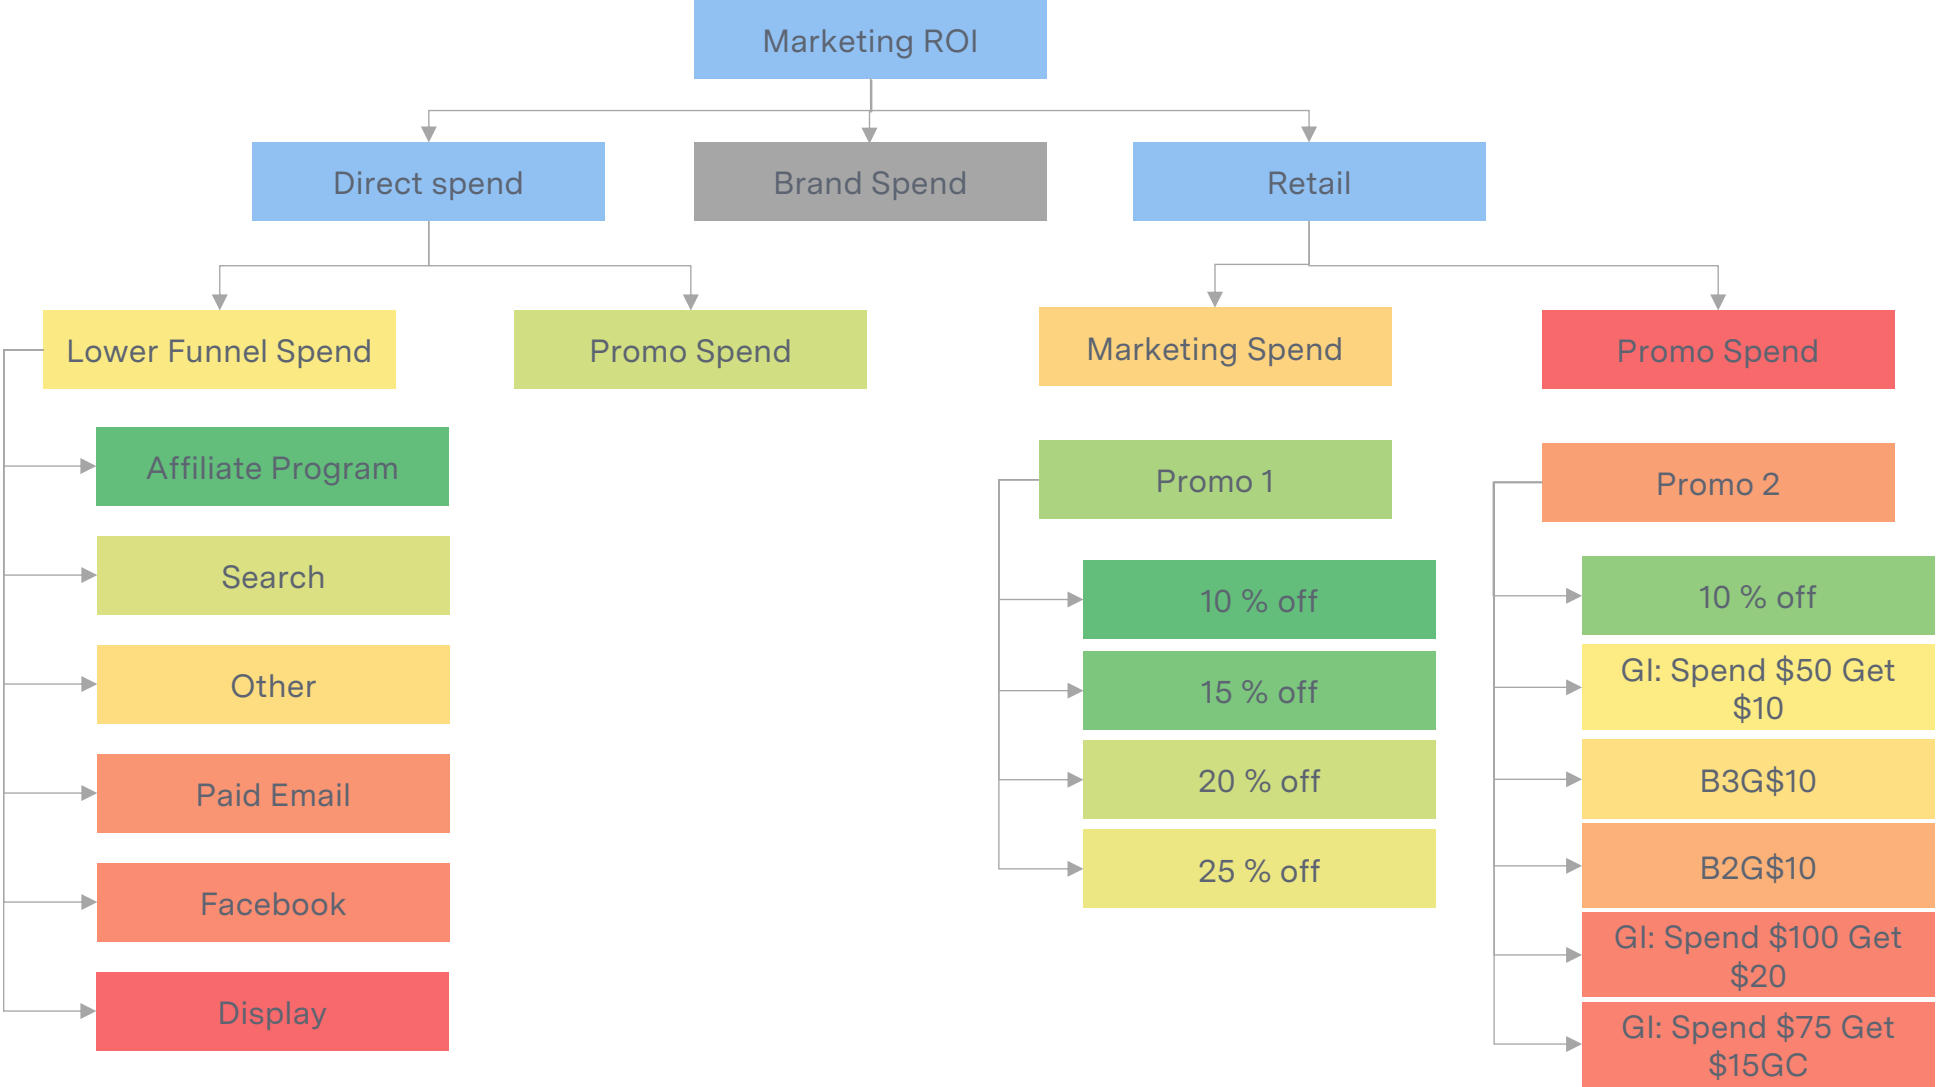 Marketing ROI
Direct spend
Brand Spend
Retail
Lower Funnel Spend
Promo Spend
Marketing Spend
Promo Spend
Affiliate Program
Search
Other
Paid Email
Facebook
Display
Promo 1
10 % off
15 % off
20 % off
25 % off
Promo 2
10 % off
GI: Spend $50 Get
$10
B3G$10
B2G$10
GI: Spend $100 Get
$20
GI: Spend $75 Get
$15GC